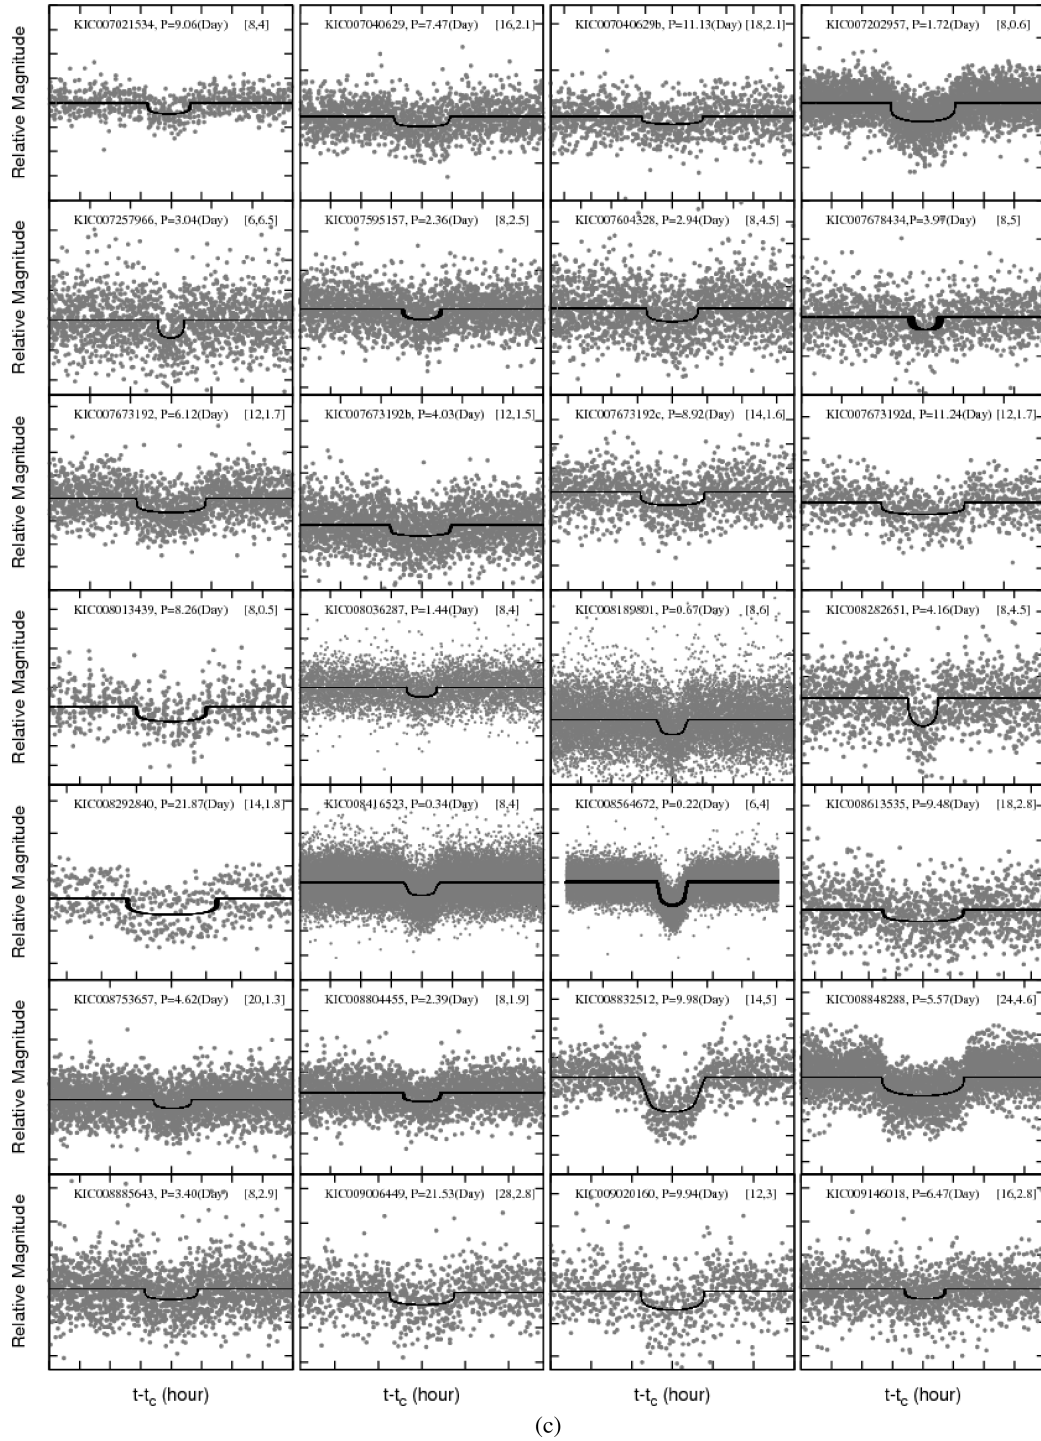 KIC007021534, P=9.06(Day) [8,4]
KIC007040629, P=7.47(Day) [16,2.1]
KIC007040629b, P=11.13(Day) [18,2.1]
KIC007202957, P=1.72(Day) [8,0.6]
Relative Magnitude
KIC007257966, P=3.04(Day) [6,6.5]
KIC007595157, P=2.36(Day) [8,2.5]
KIC007604328, P=2.94(Day) [8,4.5]
KIC007678434,P=3.97(Day) [8,5]
Relative Magnitude
KIC007673192, P=6.12(Day) [12,1.7]
KIC007673192b, P=4.03(Day) [12,1.5]
KIC007673192c, P=8.92(Day) [14,1.6]
KIC007673192d, P=11.24(Day) [12,1.7]
Relative Magnitude
KIC008013439, P=8.26(Day) [8,0.5]
KIC008036287, P=1.44(Day) [8,4]
KIC008189801, P=0.67(Day) [8,6]
KIC008282651, P=4.16(Day) [8,4.5]
Relative Magnitude
KIC008292840, P=21.87(Day) [14,1.8]
KIC008416523, P=0.34(Day) [8,4]
KIC008564672, P=0.22(Day) [6,4]
KIC008613535, P=9.48(Day) [18,2.8]
Relative Magnitude
KIC008753657, P=4.62(Day) [20,1.3]
KIC008804455, P=2.39(Day) [8,1.9]
KIC008832512, P=9.98(Day) [14,5]
KIC008848288, P=5.57(Day) [24,4.6]
Relative Magnitude
KIC008885643, P=3.40(Day) [8,2.9]
KIC009006449, P=21.53(Day) [28,2.8]
KIC009020160, P=9.94(Day) [12,3]
KIC009146018, P=6.47(Day) [16,2.8]
Relative Magnitude
t-tc (hour)
t-tc (hour)
t-tc (hour)
t-tc (hour)
(c)